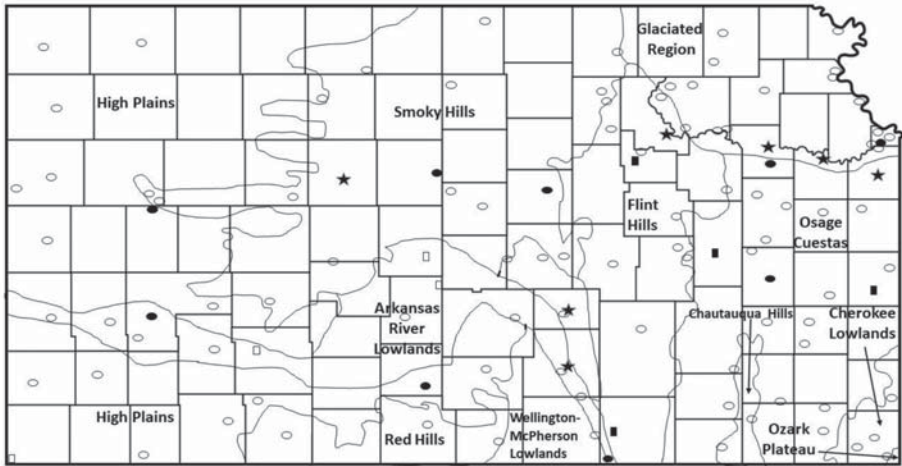 Glaciated
Region
High Plains
Smoky Hills
Flint
Hills
Osage
Cuestas
Arkansas
River
Lowlands
Chautauqua Hills
Cherokee
Lowlands
High Plains
Red Hills
Wellington-
McPherson
Lowlands
Ozark
Plateau